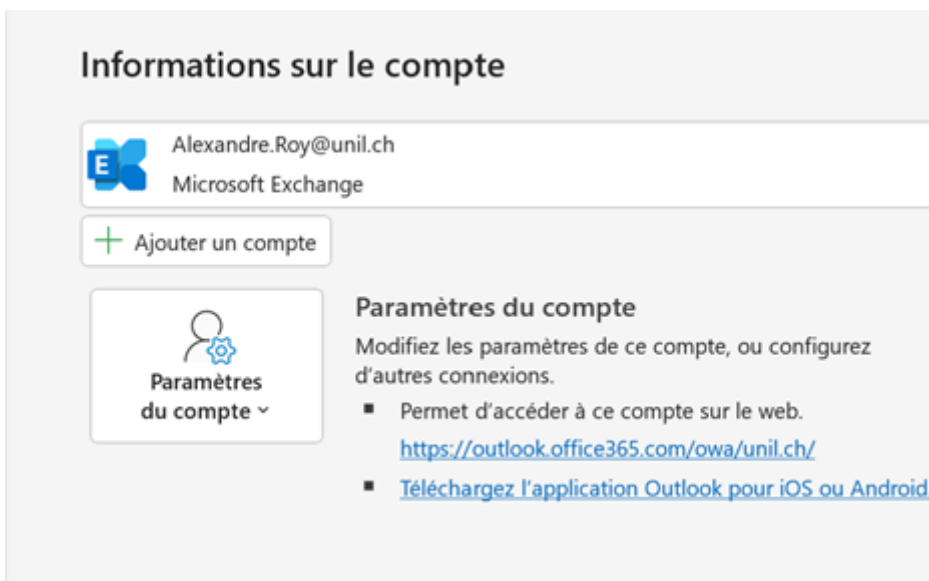 Informations sur le compte
E
Alexandre.Roy@unil.ch
Microsoft Exchange
Ajouter un compte
Paramètres
du compte
Paramètres du compte
Modifiez les paramètres de ce compte, ou configurez
d'autres connexions.
Permet d'accéder à ce compte sur le web.
https://outlook.office365.com/owa/unil.ch/
Téléchargez l'application Outlook pour iOS ou Android.